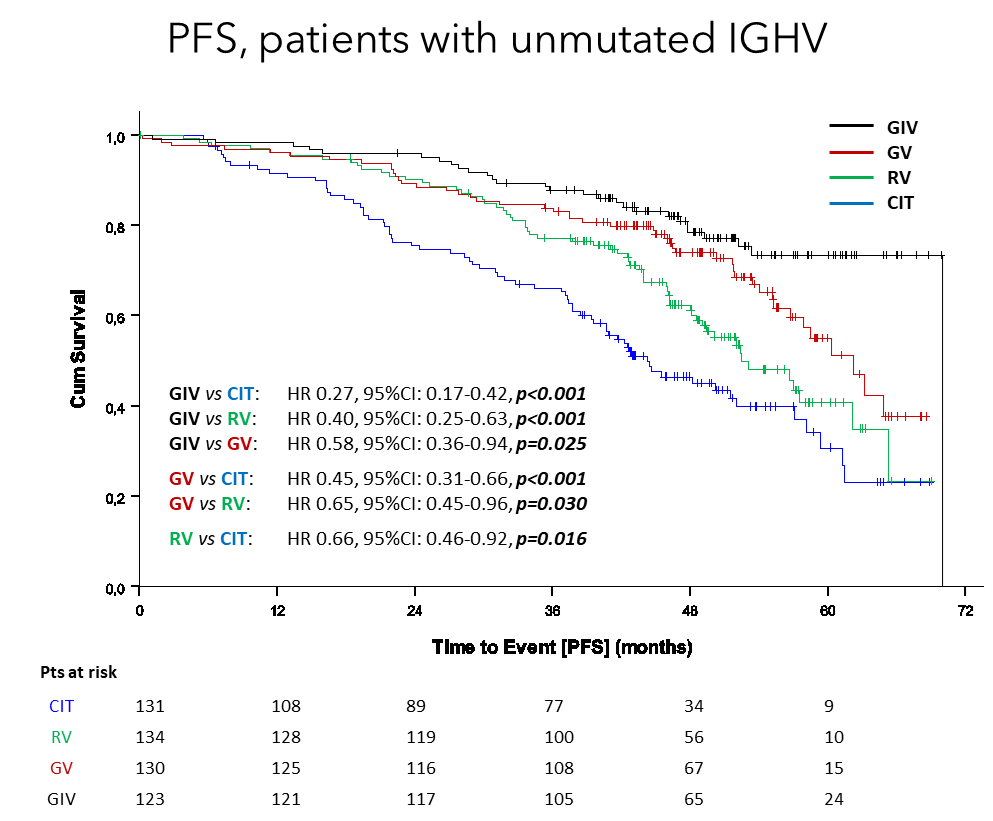 PFS, patients with unmutated IGHV
GIV
GV
RV
CIT
1,0
0,8
0,6
0,4
0,2
0,0
Cum Survival
GIV vs CIT: HR 0.27, 95%CI: 0.17-0.42, p<0.001
GIV vs RV: HR 0.40, 95%CI: 0.25-0.63, p<0.001
GIV vs GV: HR 0.58, 95%CI: 0.36-0.94, p=0.025
GV vs CIT: HR 0.45, 95%CI: 0.31-0.66, p<0.001
GV vs RV: HR 0.65, 95%CI: 0.45-0.96, p=0.030
RV vs CIT: HR 0.66, 95%CI: 0.46-0.92, p=0.016
0 12 24 36 48 60 72
Time to Event [PFS] (months)
Pts at risk
CIT 131 108 89 77 34 9
RV 134 128 119 100 56 10
GV 130 125 116 108 67 15
GIV 123 121 117 105 65 24